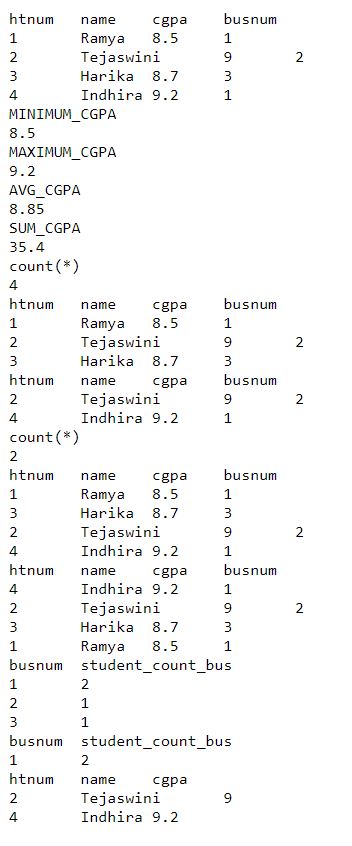 htnum name cgpa busnum
1 Ramya 8.5 1
2 Tejaswini 9 2
3 Harika 8.7 3
4 Indhira 9.2 1
MINIMUM_CGPA
8.5
MAXIMUM_CGPA
9.2
AVG_CGPA
8.85
SUM_CGPA
35.4
count(*)
4
htnum name cgpa busnum
1 Ramya 8.5 1
2 Tejaswini 9 2
3 Harika 8.7 3
htnum name cgpa busnum
2 Tejaswini 9 2
4 Indhira 9.2 1
count(*)
2
htnum name cgpa busnum
1 Ramya 8.5 1
3 Harika 8.7 3
2 Tejaswini 9 2
4 Indhira 9.2 1
htnum name cgpa busnum
4 Indhira 9.2 1
2 Tejaswini 9 2
3 Harika 8.7 3
1 Ramya 8.5 1
busnum student_count_bus
1 2
2 1
3 1
busnum student_count_bus
1 2
htnum name cgpa
2 Tejaswini 9
4 Indhira 9.2